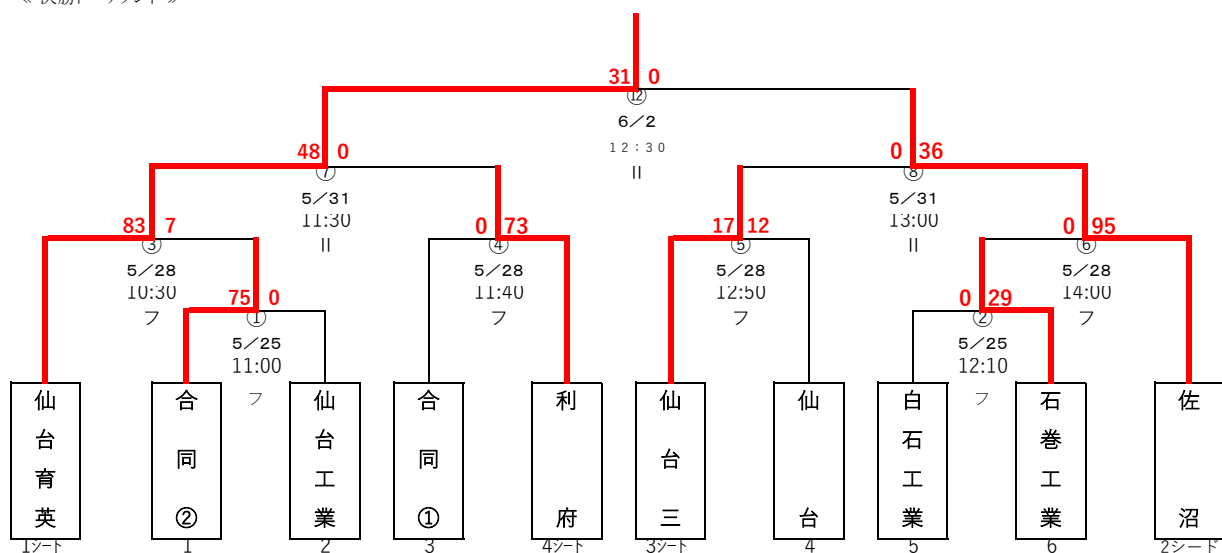 31 0
⑫
6/2
12:30
II
48 0
⑦
5/31
11:30
II
0 36
⑧
5/31
13:00
II
83 7
③
5/28
10:30
フ
0 73
④
5/28
11:40
フ
17 12
⑤
5/28
12:50
フ
0 95
⑥
5/28
14:00
フ
75 0
①
5/25
11:00
フ
0 29
②
5/25
12:10
フ
仙台育英
合同②
仙台工業
合同①
利府
仙台三
仙台
白石工業
石巻工業
佐沼
1シート
1
2
3
4シート
3シート
4
5
6
2シード